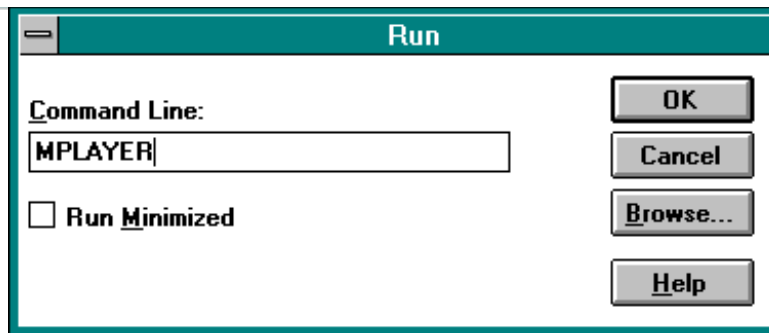 Run
Command Line:
MPLAYER
Run Minimized
OK
Cancel
Browse...
Help